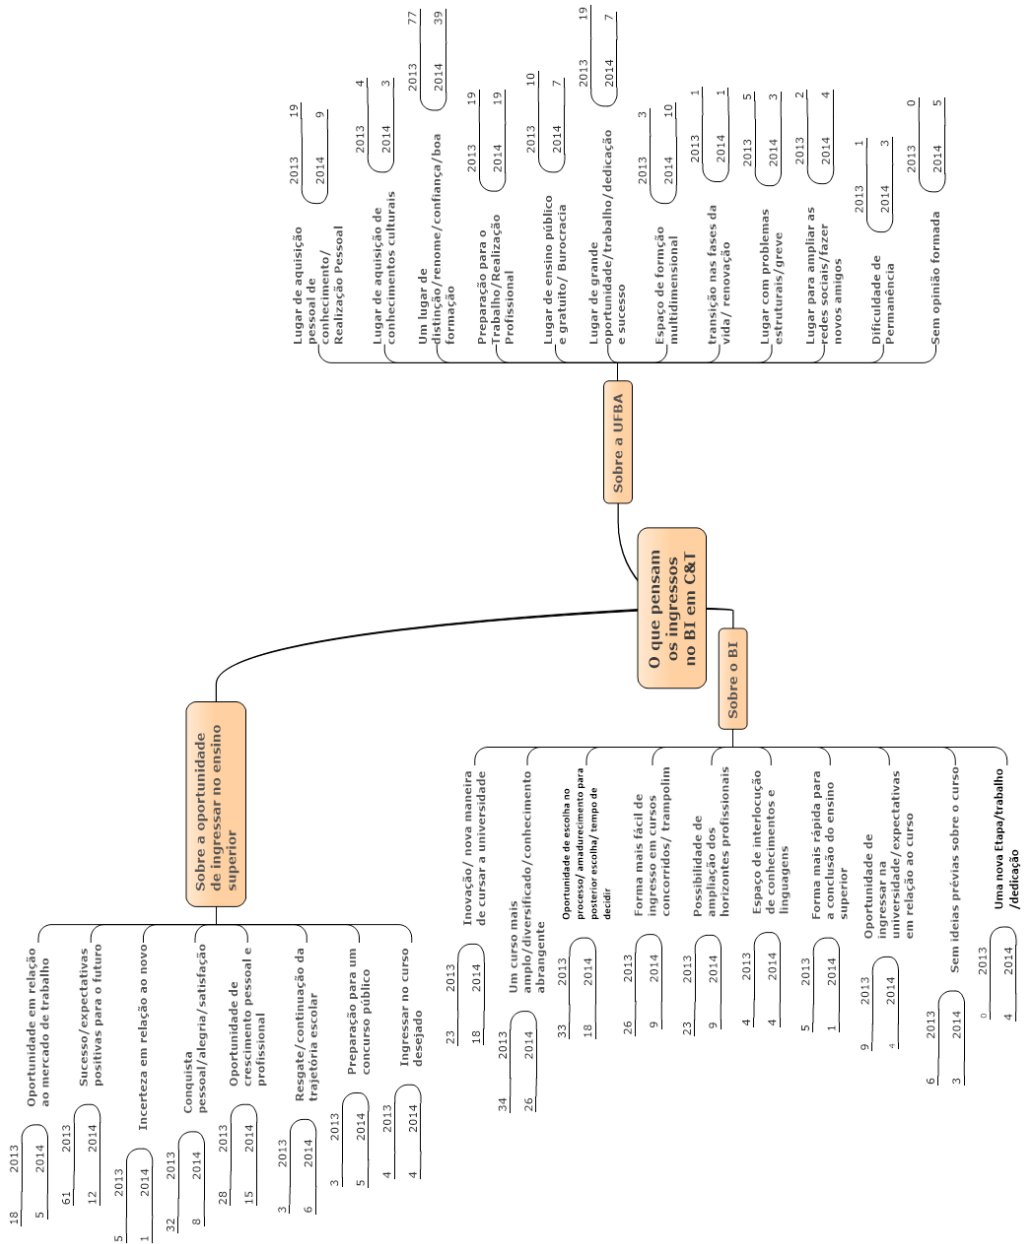 O que pensam
os ingressos
no BI em C&T
Sobre a oportunidade
de ingressar no ensino
superior
18 2013
5 2014
Oportunidade em relação
ao mercado de trabalho
61 2013
12 2014
Sucesso/expectativas
positivas para o futuro
5 2013
1 2014
Incerteza em relação ao novo
32 2013
8 2014
Conquista
pessoal/alegria/satisfação
28 2013
15 2014
Oportunidade de
crescimento pessoal e
profissional
3 2013
6 2014
Resgate/continuação da
trajetória escolar
3 2013
5 2014
Preparação para um
concurso público
4 2013
4 2014
Ingressar no curso
desejado
Sobre o BI
23 2013
18 2014
Inovação/ nova maneira
de cursar a universidade
34 2013
26 2014
Um curso mais
amplo/diversificado/conhecimento
abrangente
33 2013
18 2014
Oportunidade de escolha no
processo/ amadurecimento para
posterior escolha/ tempo de
decidir
26 2013
9 2014
Forma mais fácil de
ingresso em cursos
concorridos/ trampolim
23 2013
9 2014
Possibilidade de
ampliação dos
horizontes profissionais
4 2013
4 2014
Espaço de interlocução
de conhecimentos e
linguagens
5 2013
1 2014
Forma mais rápida para
a conclusão do ensino
superior
9 2013
4 2014
Oportunidade de
ingressar na
universidade/expectativas
em relação ao curso
6 2013
3 2014
Sem ideias prévias sobre o curso
0 2013
4 2014
Uma nova Etapa/trabalho
/dedicação
Sobre a UFBA
Lugar de aquisição
pessoal de
conhecimento/
Realização Pessoal
2013 19
2014 9
Lugar de aquisição de
conhecimentos culturais
2013 4
2014 3
Um lugar de
distinção/renome/confiança/boa
formação
2013 77
2014 39
Preparação para o
Trabalho/Realização
Profissional
2013 19
2014 19
Lugar de ensino público
e gratuito/ Burocracia
2013 10
2014 7
Lugar de grande
oportunidade/trabalho/dedicação
e sucesso
2013 19
2014 7
Espaço de formção
multidimensional
2013 3
2014 10
transição nas fases da
vida/ renovação
2013 1
2014 1
Lugar com problemas
estruturais/greve
2013 5
2014 3
Lugar para ampliar as
redes sociais/fazer
novos amigos
2013 2
2014 4
Dificuldade de
Permanência
2013 1
2014 3
Sem opinião formada
2013 0
2014 5